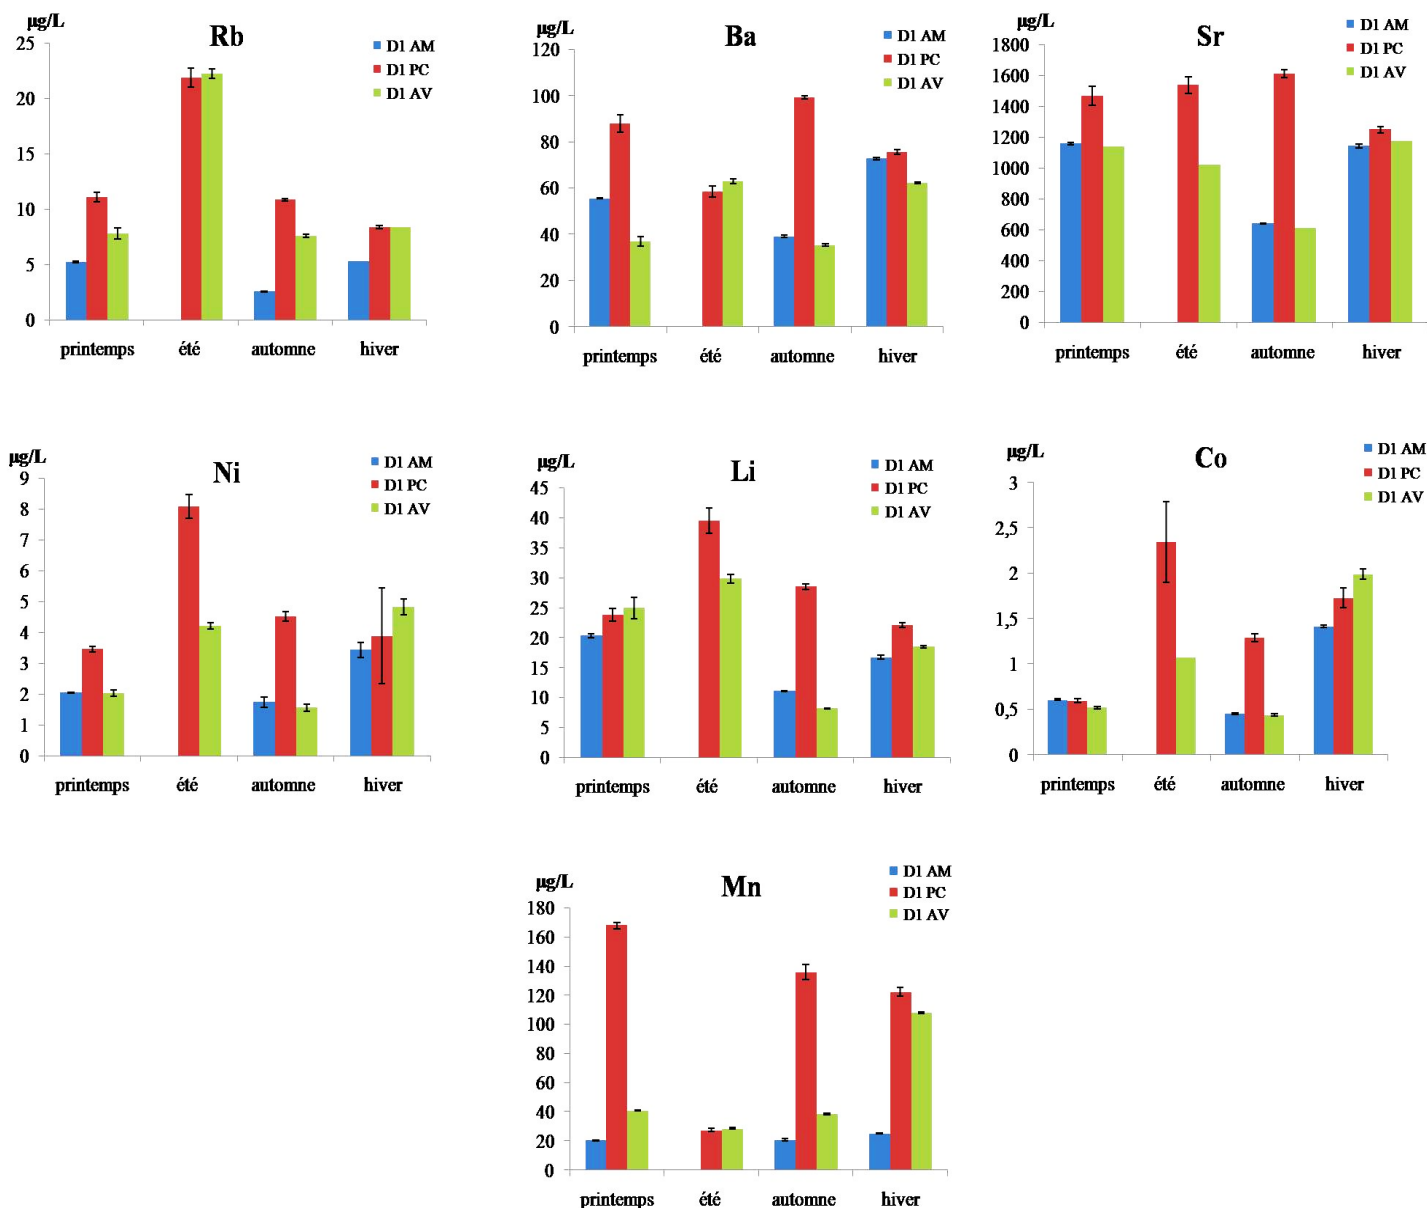 µg/L
Rb
D1 AM
D1 PC
D1 AV
25
20
15
10
5
0
printemps été automne hiver
µg/L
Ba
D1 AM
D1 PC
D1 AV
120
100
80
60
40
20
0
printemps été automne hiver
µg/L
Sr
D1 AM
D1 PC
D1 AV
1800
1600
1400
1200
1000
800
600
400
200
0
printemps été automne hiver
µg/L
Ni
D1 AM
D1 PC
D1 AV
9
8
7
6
5
4
3
2
1
0
printemps été automne hiver
µg/L
Li
D1 AM
D1 PC
D1 AV
45
40
35
30
25
20
15
10
5
0
printemps été automne hiver
µg/L
Co
D1 AM
D1 PC
D1 AV
3
2,5
2
1,5
1
0,5
0
printemps été automne hiver
µg/L
Mn
D1 AM
D1 PC
D1 AV
180
160
140
120
100
80
60
40
20
0
printemps été automne hiver